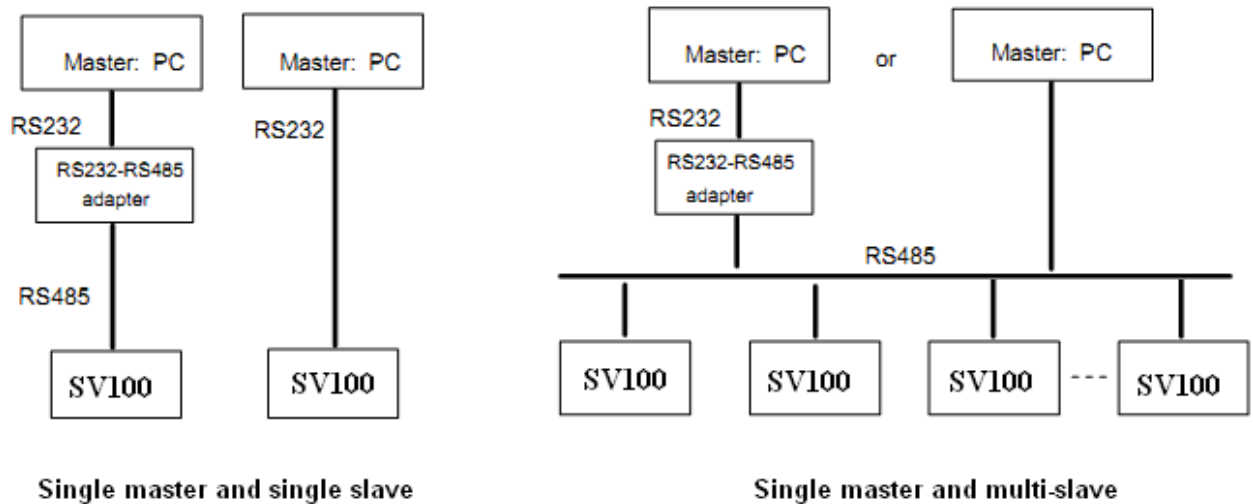 Master: PC
RS232
RS232-RS485
adapter
RS485
SV100
Master: PC
RS232
SV100
Single master and single slave
Master: PC
or
Master: PC
RS232
RS232-RS485
adapter
RS485
SV100
SV100
SV100
---
SV100
Single master and multi-slave